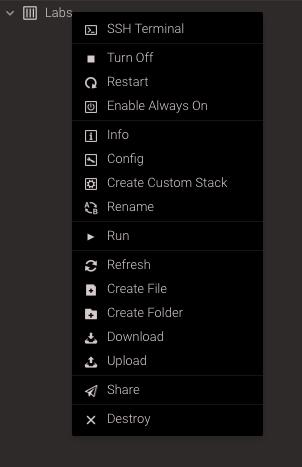 Labs
SSH Terminal
Turn Off
Restart
Enable Always On
Info
Config
Create Custom Stack
Rename
Run
Refresh
Create File
Create Folder
Download
Upload
Share
Destroy